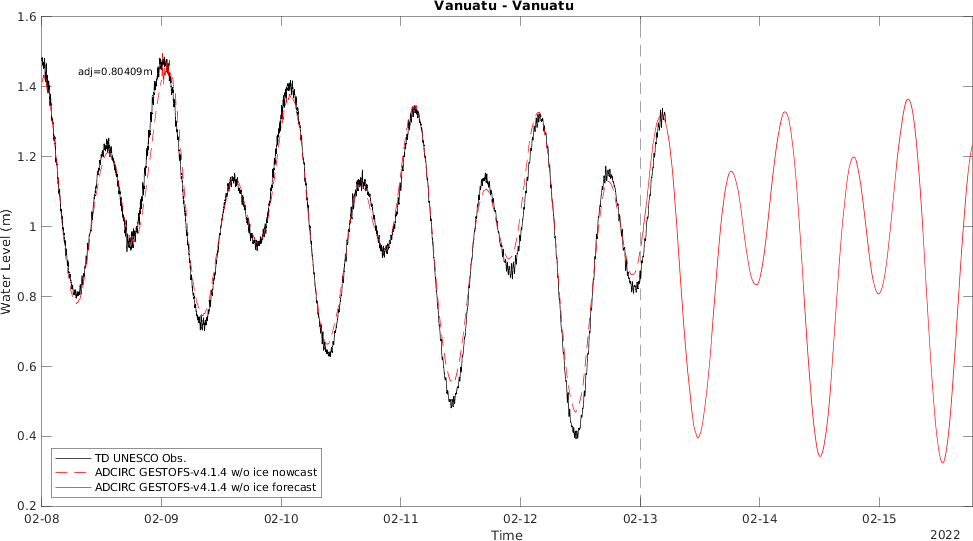 Vanuatu - Vanuatu
1.6
1.4
1.2
1
0.8
0.6
0.4
0.2
Water Level (m)
adj=0.80409m
TD UNESCO Obs.
ADCIRC GESTOFS-v4.1.4 w/o ice nowcast
ADCIRC GESTOFS-v4.1.4 w/o ice forecast
02-08 02-09 02-10 02-11 02-12 02-13 02-14 02-15
Time
2022